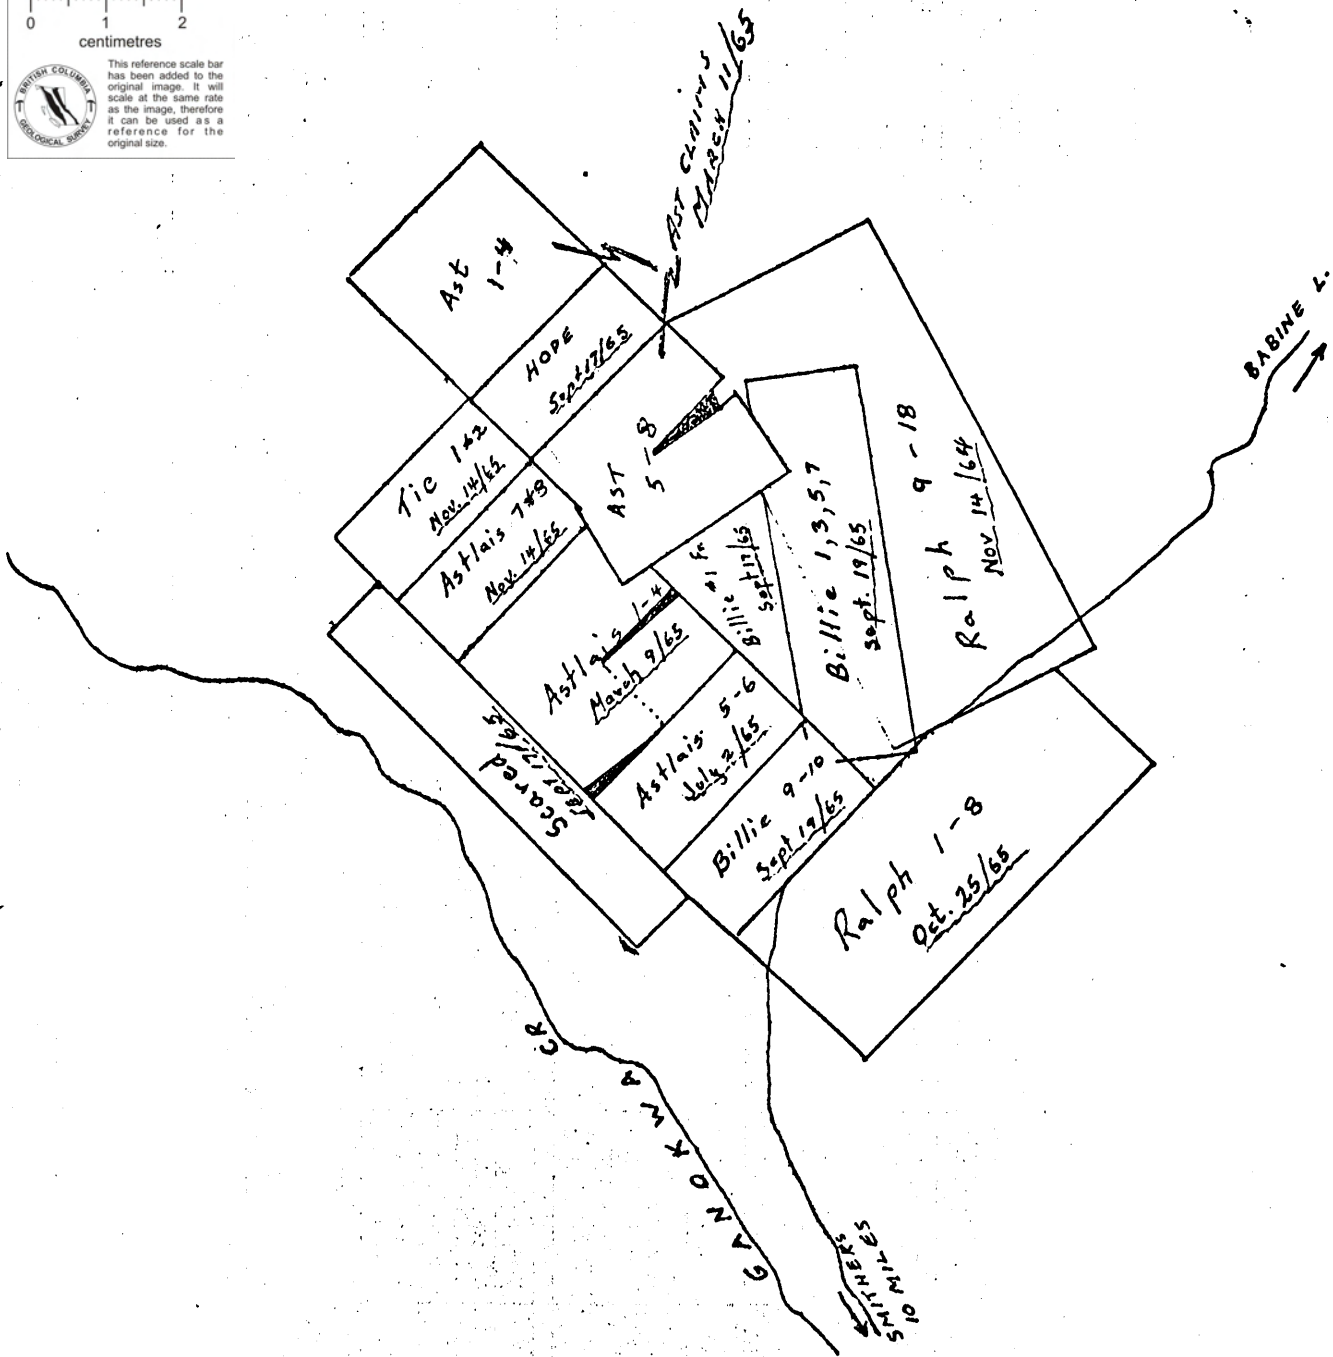 0 1 2
centimetres
This reference scale bar
has been added to the
original image. It will
scale at the same rate
as the image, therefore
it can be used as a
reference for the
original size.
BRITISH COLUMBIA
GEOLOGICAL SURVEY
AST CLAIMS
MARCH 11/65
Ast
1-4
HOPE
Sept 17/65
Tic 1&2
Nov. 14/65
Astlais 7&8
Nov. 14/65
AST
5 - 8
Astlais 1-4
March 9/65
Billie #1 Fr
Sept 17/65
Billie 1,3,5,7
Sept. 19/65
Ralph 9-18
Nov 14/64
BABINE L.
Scared
SEPT. 17/65
Astlais 5-6
July 2/65
Billie 9-10
Sept 19/65
Ralph 1-8
Oct. 25/65
GANOKWA CR
SMITHERS
10 MILES